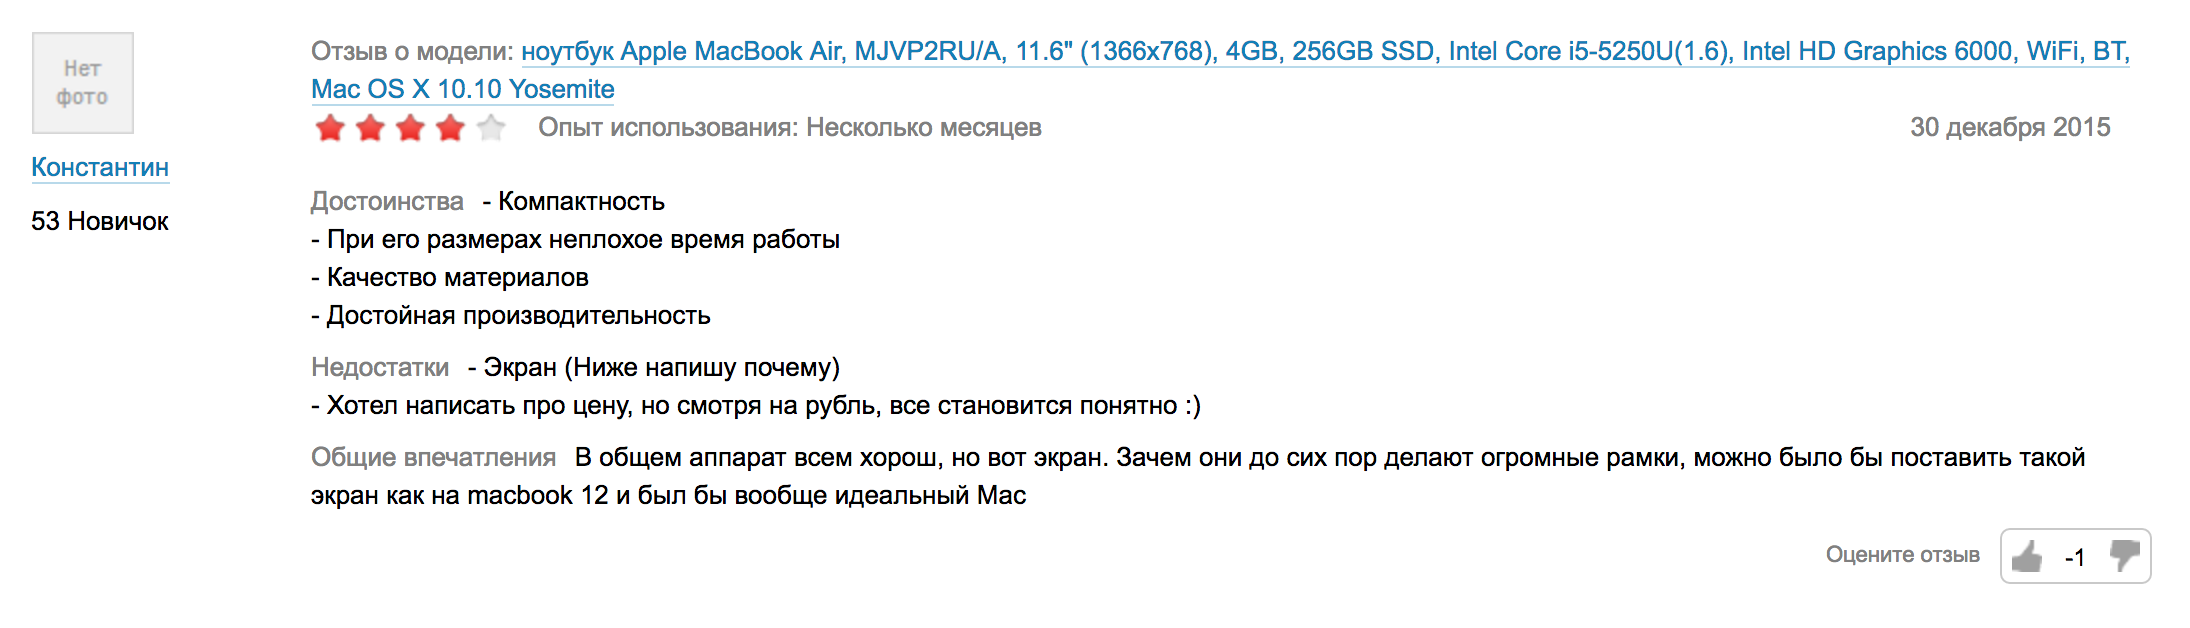 Нет
фото
Константин
53 Новичок
Отзыв о модели: ноутбук Apple MacBook Air, MJVP2RU/A, 11.6" (1366x768), 4GB, 256GB SSD, Intel Core i5-5250U(1.6), Intel HD Graphics 6000, WiFi, BT,
Mac OS X 10.10 Yosemite
Опыт использования: Несколько месяцев 30 декабря 2015
Достоинства - Компактность
- При его размерах неплохое время работы
- Качество материалов
- Достойная производительность
Недостатки - Экран (Ниже напишу почему)
- Хотел написать про цену, но смотря на рубль, все становится понятно :)
Общие впечатления В общем аппарат всем хорош, но вот экран. Зачем они до сих пор делают огромные рамки, можно было бы поставить такой
экран как на macbook 12 и был бы вообще идеальный Mac
Оцените отзыв -1